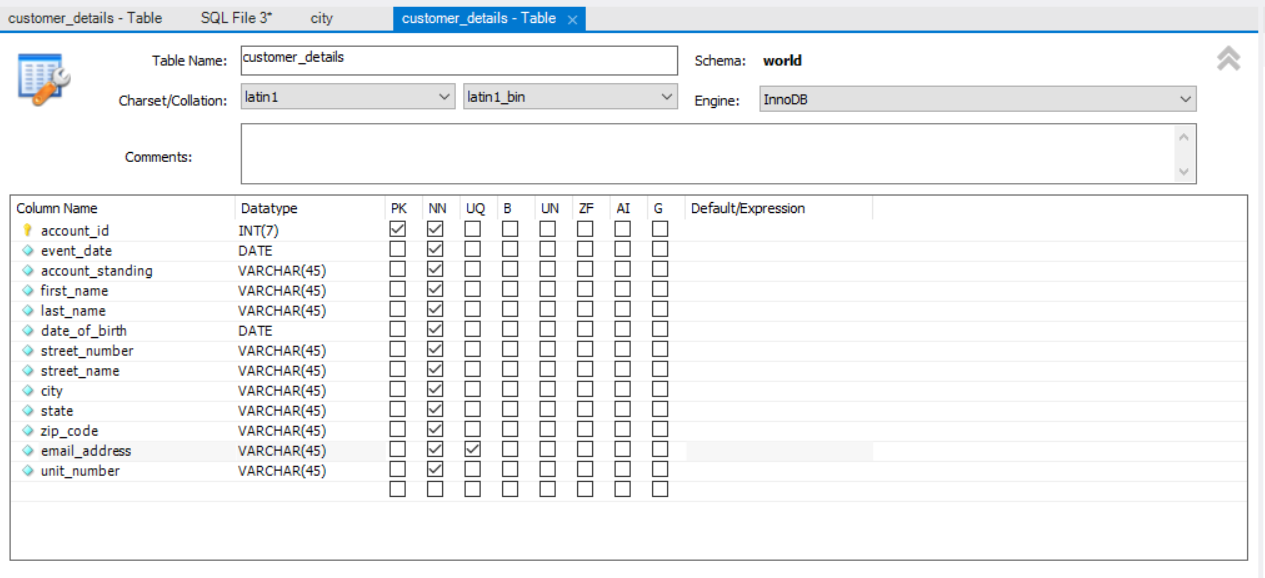 customer_details - Table SQL File 3* city customer_details - Table ×
Table Name: customer_details Schema: world
Charset/Collation: latin1 latin1_bin Engine: InnoDB
Comments:
Column Name Datatype PK NN UQ B UN ZF AI G Default/Expression
account_id INT(7)
event_date DATE
account_standing VARCHAR(45)
first_name VARCHAR(45)
last_name VARCHAR(45)
date_of_birth DATE
street_number VARCHAR(45)
street_name VARCHAR(45)
city VARCHAR(45)
state VARCHAR(45)
zip_code VARCHAR(45)
email_address VARCHAR(45)
unit_number VARCHAR(45)